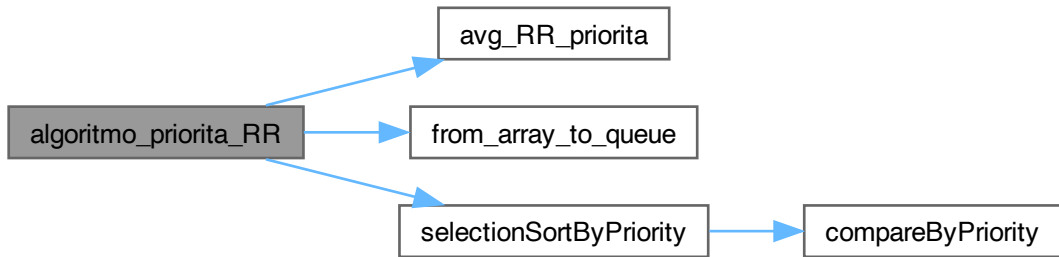 avg_RR_priorita
algoritmo_priorita_RR
from_array_to_queue
selectionSortByPriority
compareByPriority